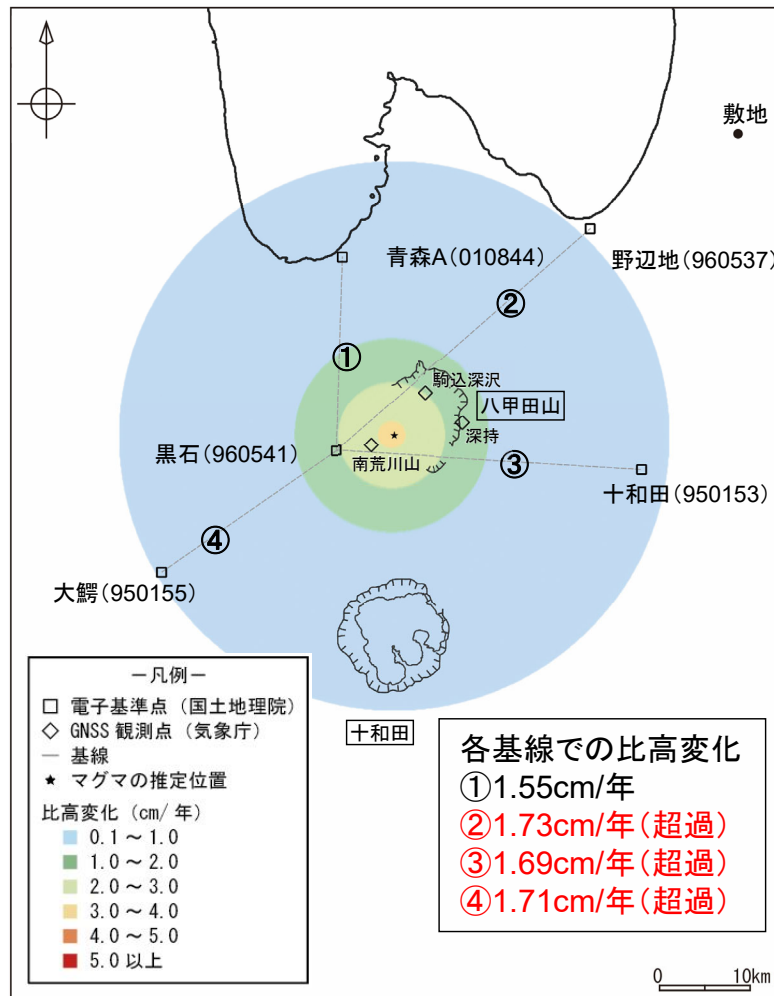 敷地
青森A(010844)
野辺地(960537)
②
①
駒込深沢
八甲田山
深持
黒石(960541)
南荒川山
③
十和田(950153)
④
大鰐(950155)
十和田
－凡例－
電子基準点（国土地理院）
GNSS 観測点（気象庁）
基線
マグマの推定位置
比高変化（cm/年）
0.1～1.0
1.0～2.0
2.0～3.0
3.0～4.0
4.0～5.0
5.0以上
各基線での比高変化
①1.55cm/年
②1.73cm/年(超過)
③1.69cm/年(超過)
④1.71cm/年(超過)
0 10km